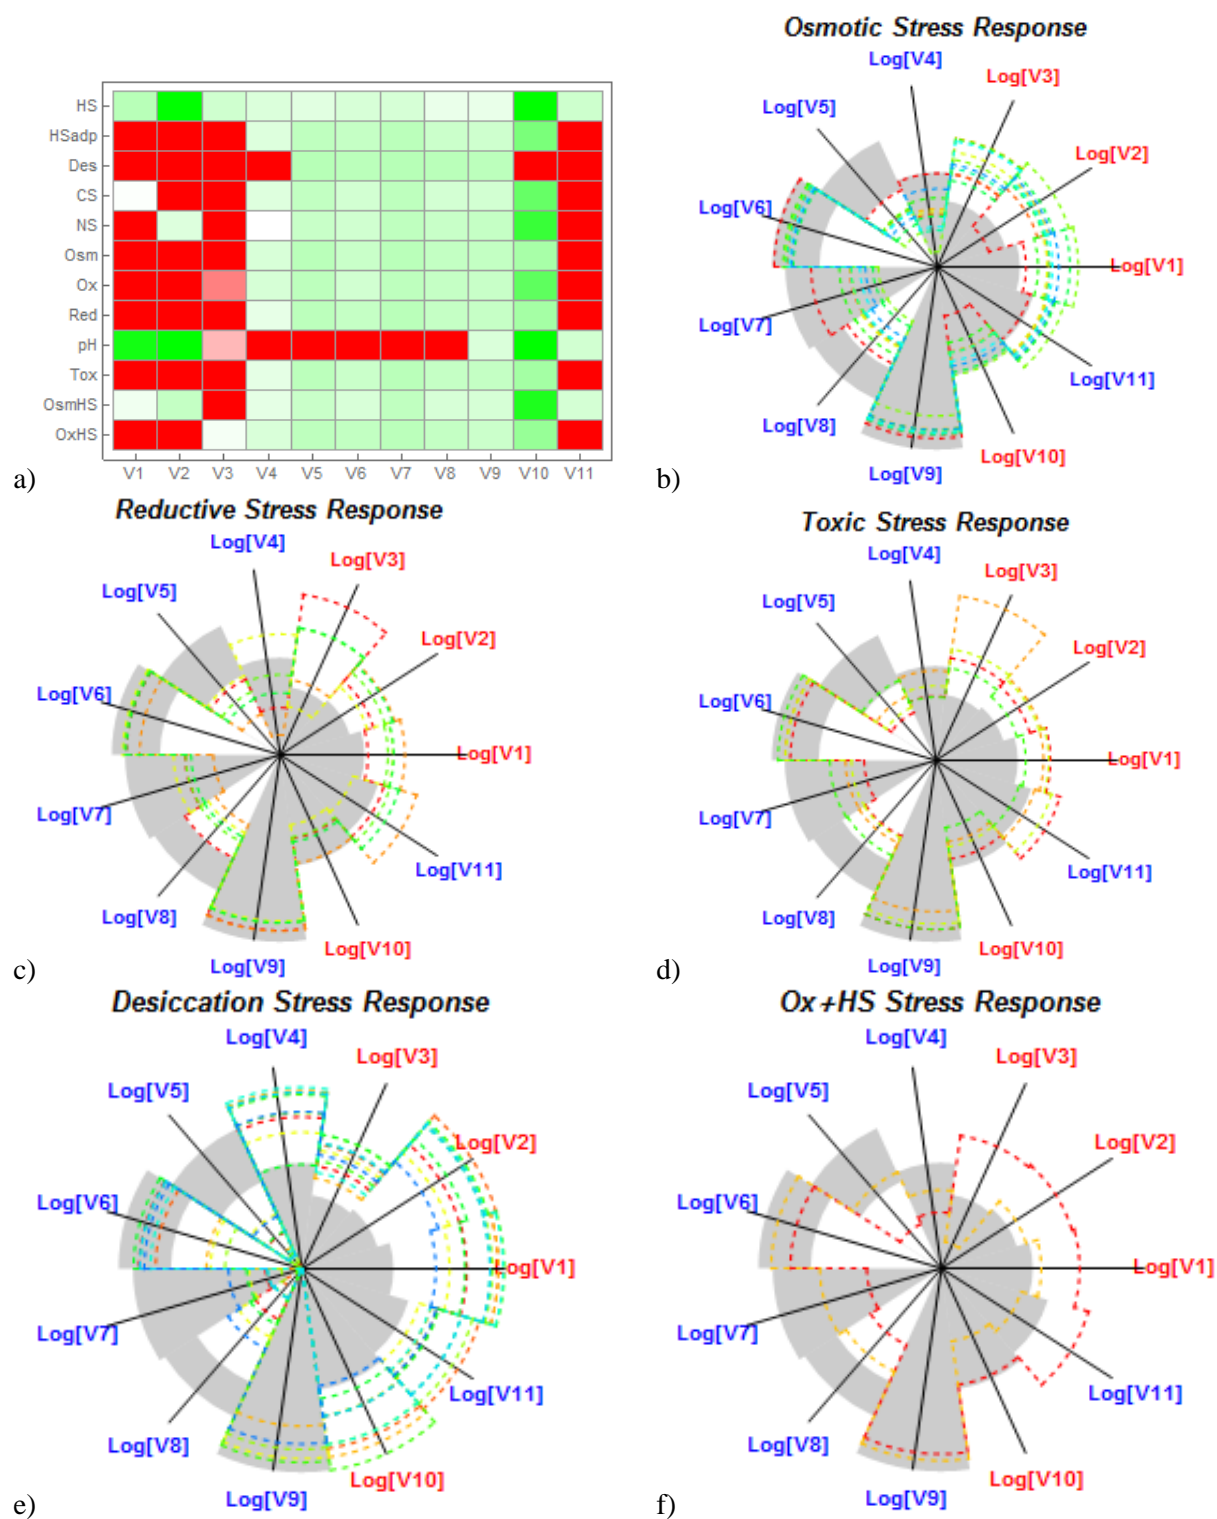 Osmotic Stress Response
HS
HSadp
Des
CS
NS
Osm
Ox
Red
pH
Tox
OsmHS
OxHS
V1 V2 V3 V4 V5 V6 V7 V8 V9 V10 V11
a)
Log[V4]
Log[V3]
Log[V5]
Log[V2]
Log[V6]
Log[V1]
Log[V7]
Log[V11]
Log[V8]
Log[V10]
Log[V9]
b)
Reductive Stress Response
Log[V4]
Log[V3]
Log[V5]
Log[V2]
Log[V6]
Log[V1]
Log[V7]
Log[V11]
Log[V8]
Log[V10]
Log[V9]
c)
Toxic Stress Response
Log[V4]
Log[V3]
Log[V5]
Log[V2]
Log[V6]
Log[V1]
Log[V7]
Log[V11]
Log[V8]
Log[V10]
Log[V9]
d)
Desiccation Stress Response
Log[V4]
Log[V3]
Log[V5]
Log[V2]
Log[V6]
Log[V1]
Log[V7]
Log[V11]
Log[V8]
Log[V10]
Log[V9]
e)
Ox+HS Stress Response
Log[V4]
Log[V3]
Log[V5]
Log[V2]
Log[V6]
Log[V1]
Log[V7]
Log[V11]
Log[V8]
Log[V10]
Log[V9]
f)